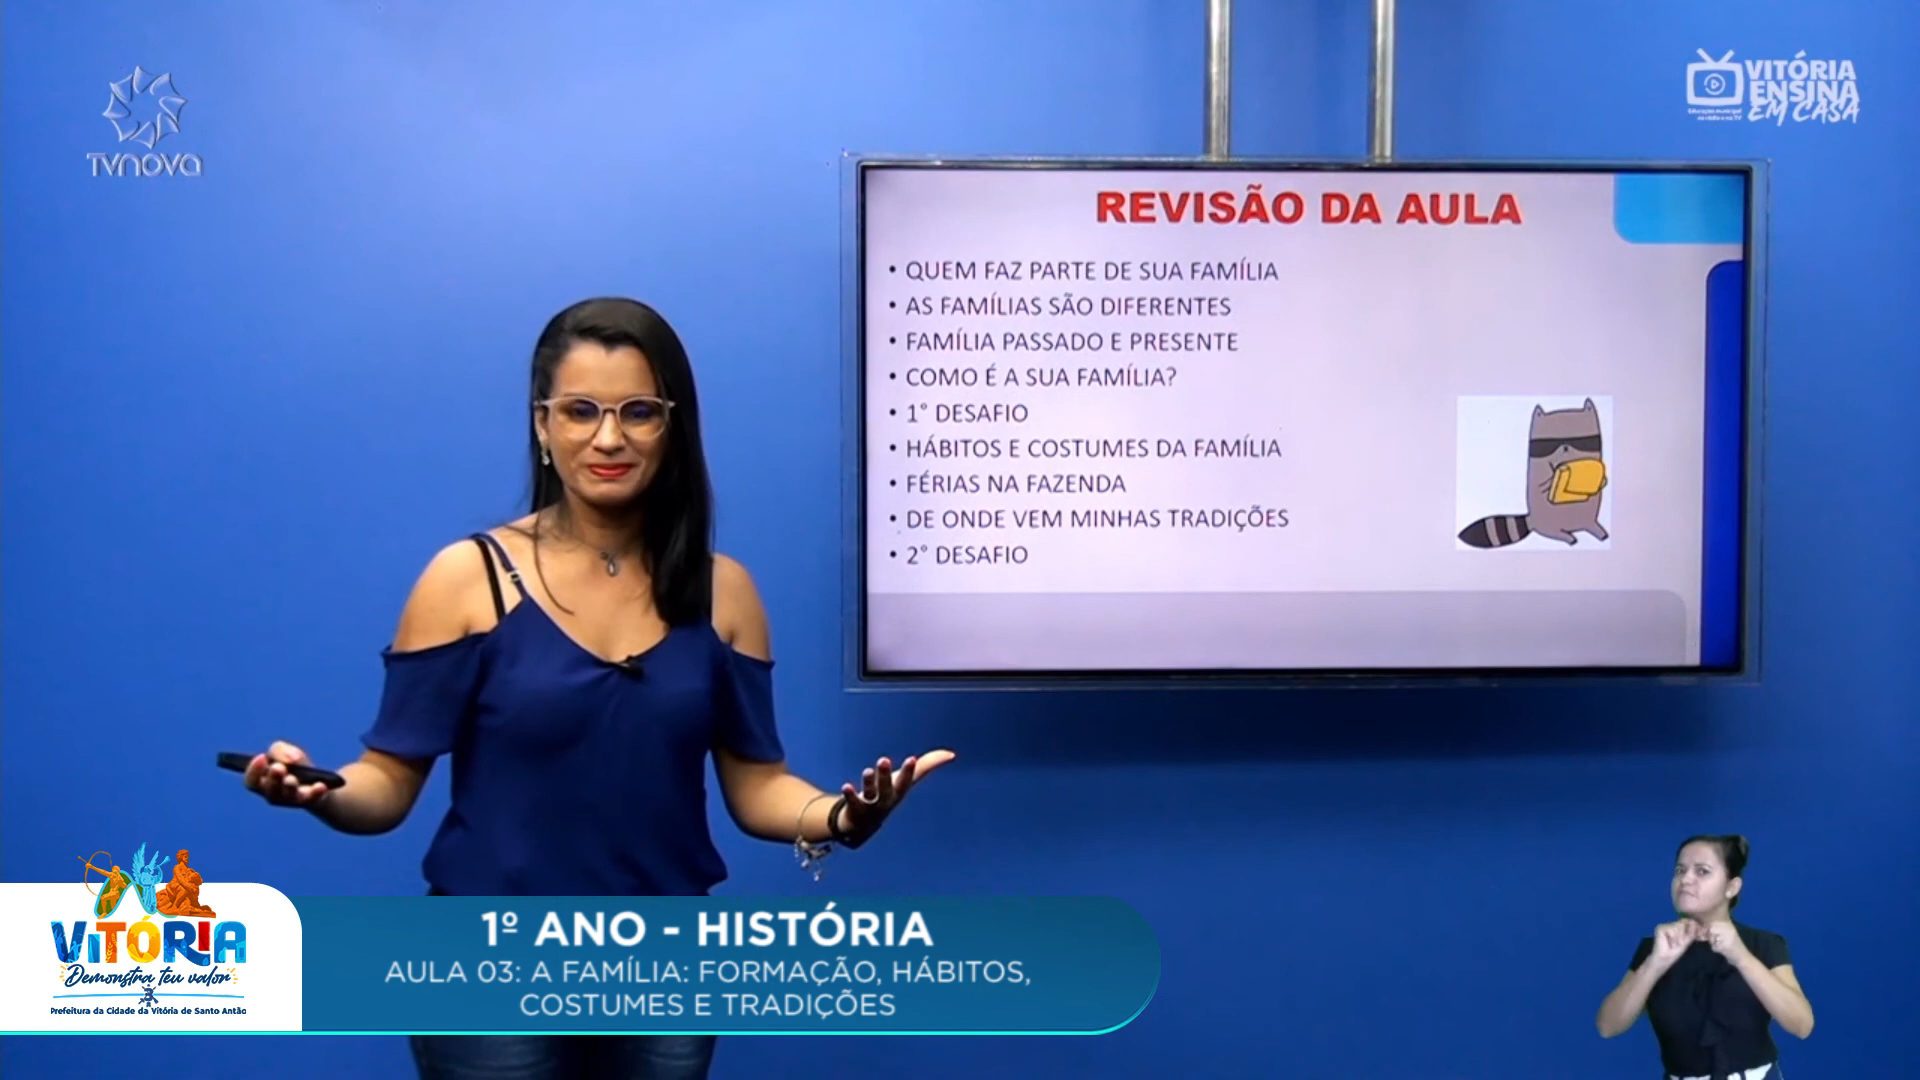 TVNOVA
VITÓRIA
ENSINA
EM CASA
REVISÃO DA AULA
• QUEM FAZ PARTE DE SUA FAMÍLIA
• AS FAMÍLIAS SÃO DIFERENTES
• FAMÍLIA PASSADO E PRESENTE
• COMO É A SUA FAMÍLIA?
• 1° DESAFIO
• HÁBITOS E COSTUMES DA FAMÍLIA
• FÉRIAS NA FAZENDA
• DE ONDE VEM MINHAS TRADIÇÕES
• 2° DESAFIO
VITÓRIA
Demonstra teu valor
Prefeitura da Cidade da Vitória de Santo Antão
1º ANO - HISTÓRIA
AULA 03: A FAMÍLIA: FORMAÇÃO, HÁBITOS,
COSTUMES E TRADIÇÕES